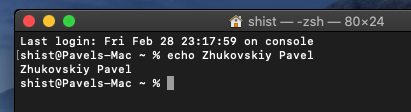 shist — -zsh — 80×24
Last login: Fri Feb 28 23:17:59 on console
[shist@Pavels-Mac ~ % echo Zhukovskiy Pavel
Zhukovskiy Pavel
shist@Pavels-Mac ~ %